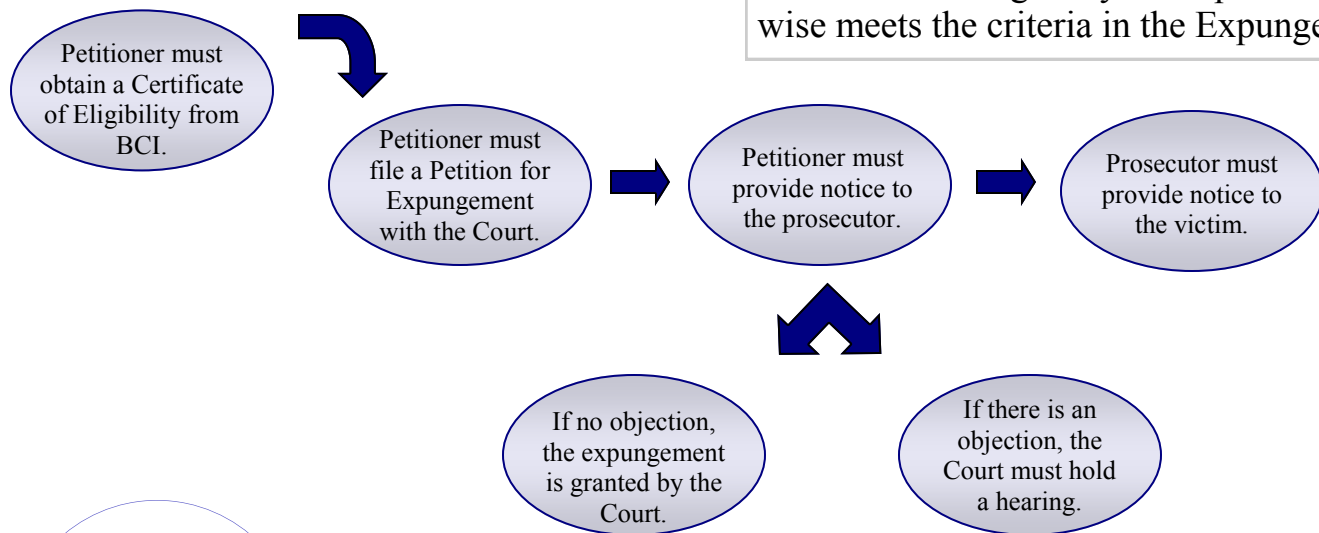 wise meets the criteria in the Expunge
Petitioner must
obtain a Certificate
of Eligibility from
BCI.
Petitioner must
file a Petition for
Expungement
with the Court.
Petitioner must
provide notice to
the prosecutor.
Prosecutor must
provide notice to
the victim.
If no objection,
the expungement
is granted by the
Court.
If there is an
objection, the
Court must hold
a hearing.